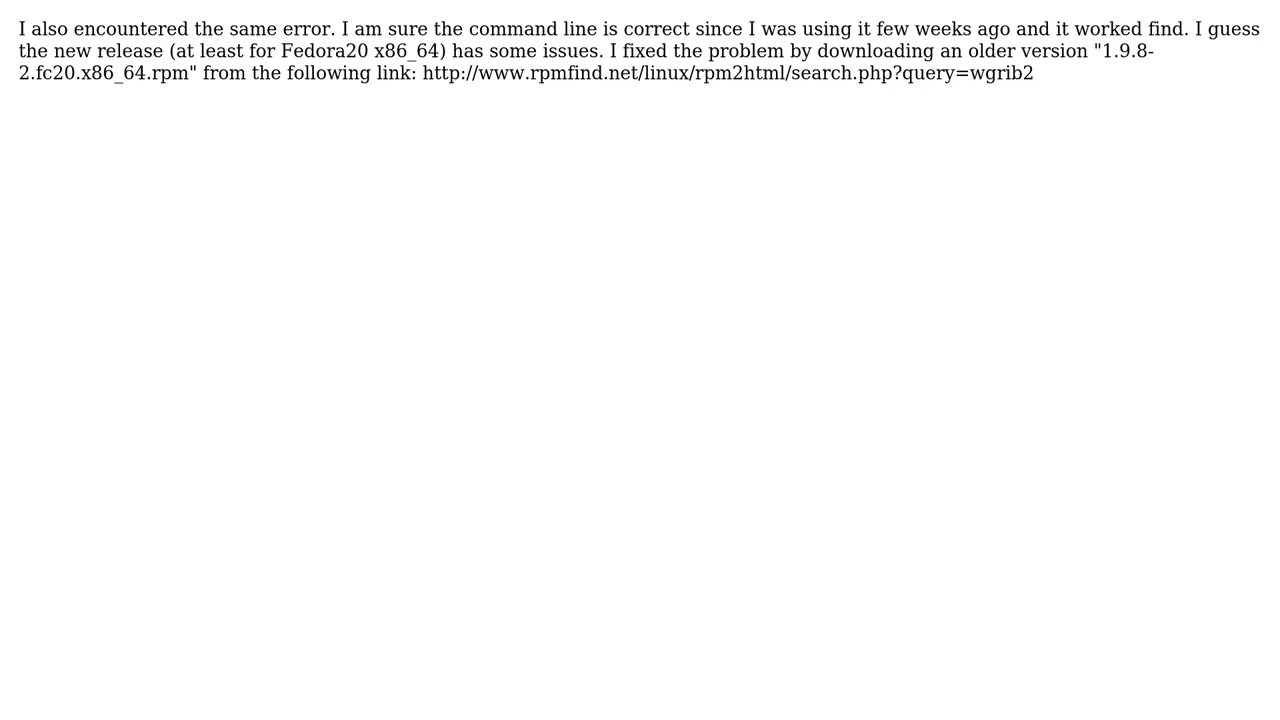 I also encountered the same error. I am sure the command line is correct since I was using it few weeks ago and it worked find. I guess
the new release (at least for Fedora20 x86_64) has some issues. I fixed the problem by downloading an older version "1.9.8-
2.fc20.x86_64.rpm" from the following link: http://www.rpmfind.net/linux/rpm2html/search.php?query=wgrib2